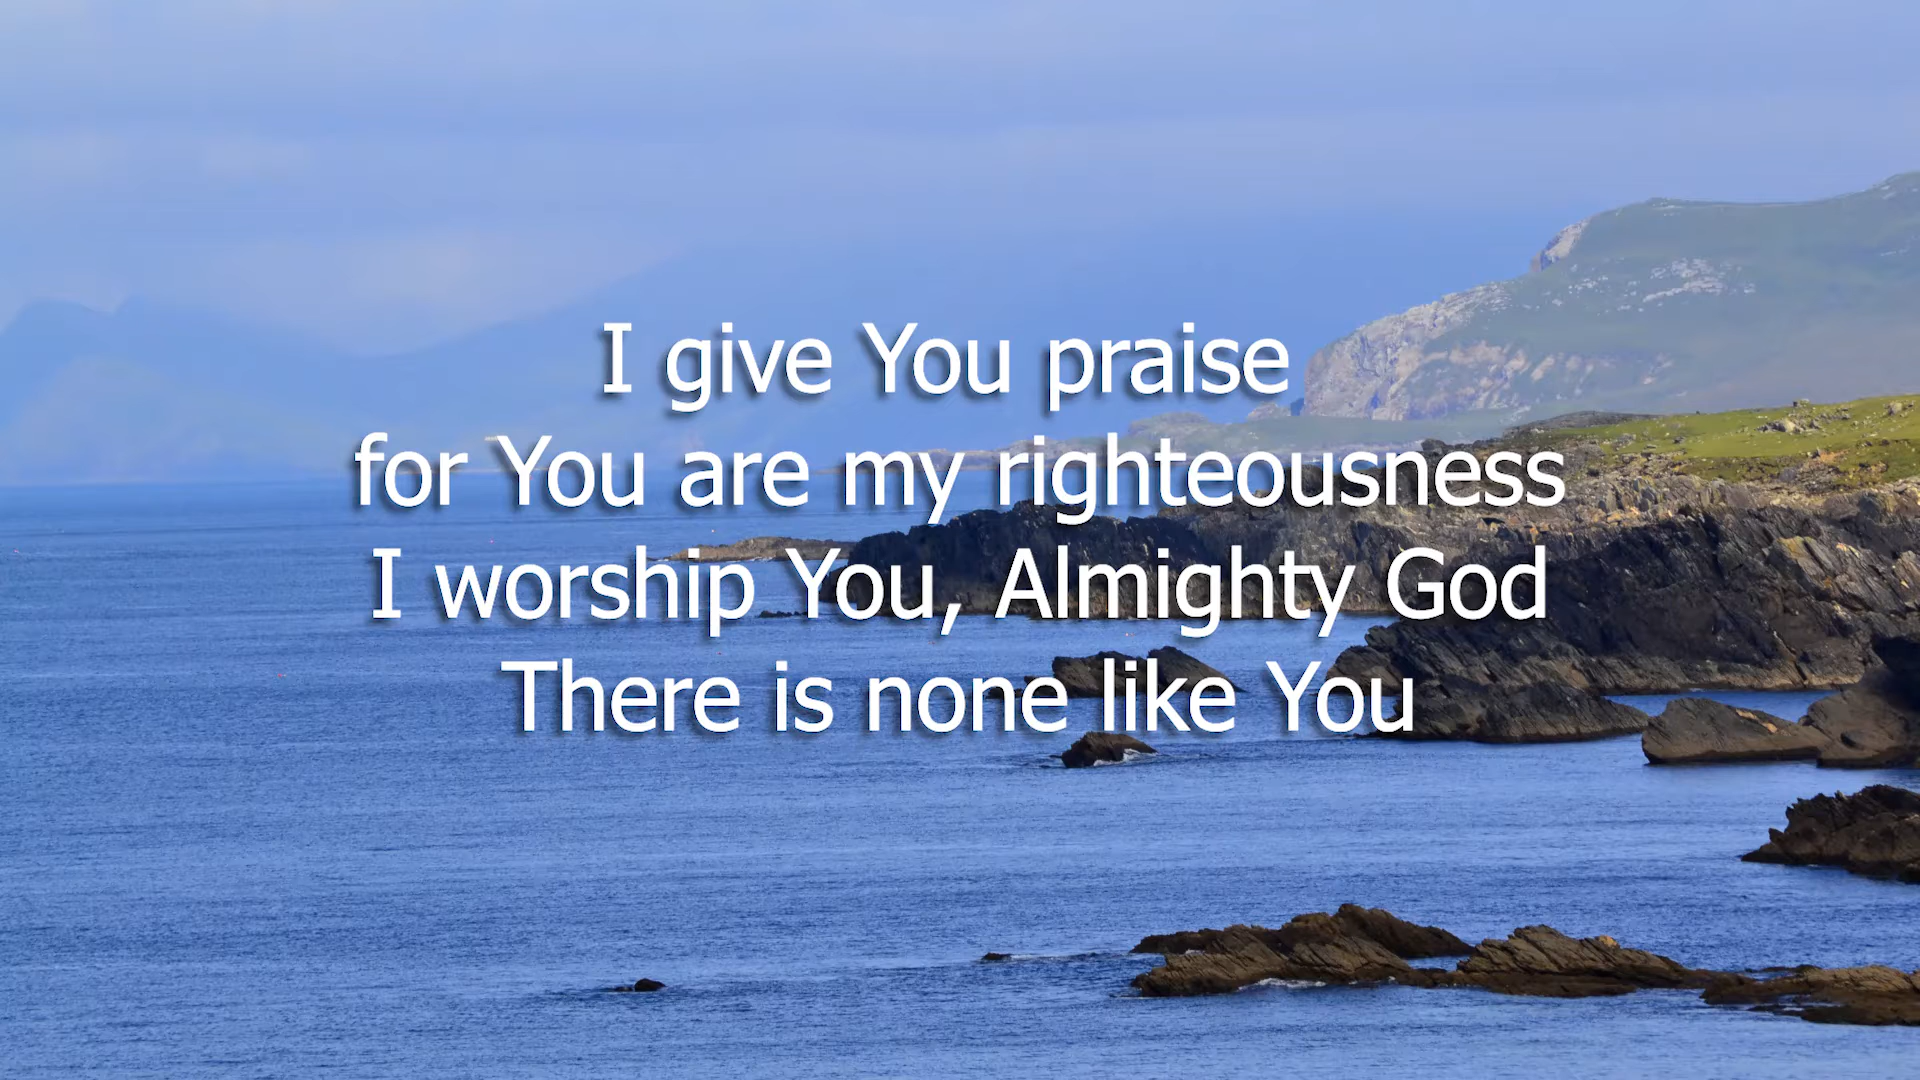 I give You praise
for You are my righteousness
I worship You, Almighty God
There is none like You